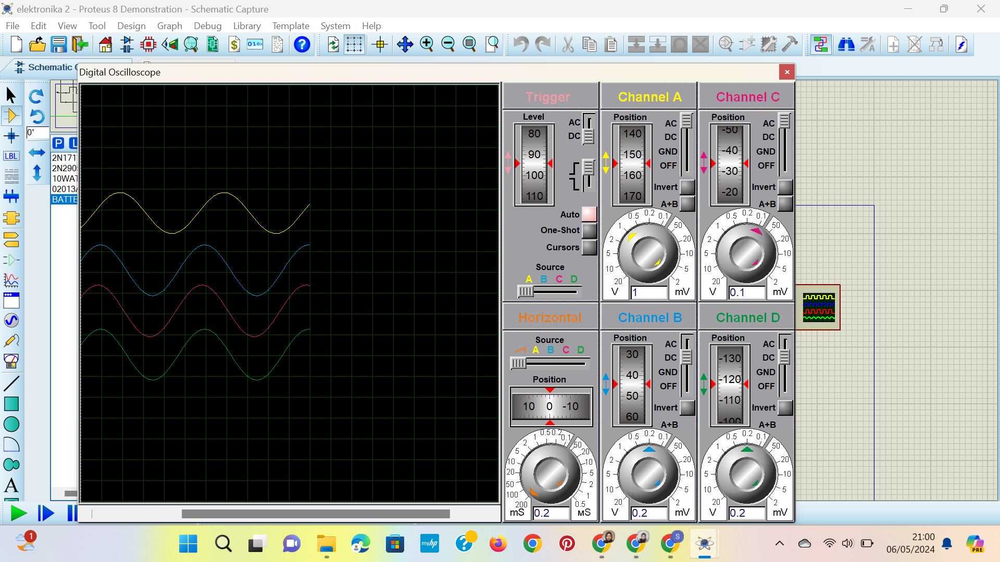 elektronika 2 - Proteus 8 Demonstration - Schematic Capture
File Edit View Tool Design Graph Debug Library Template System Help
Schematic C
Digital Oscilloscope
0°
P L
LBL
2N171
2N290
10WAT
02013
BATTE
A
Trigger
Level
80
90
100
110
AC
DC
Auto
One-Shot
Cursors
Source
A B C D
Channel A
Position
140
150
160
170
AC
DC
GND
OFF
Invert
A+B
20 10 5 2 1 0.5 0.2 0.1 50 20 10 5 2
V 1 mV
Channel C
Position
-50
-40
-30
-20
AC
DC
GND
OFF
Invert
A+B
20 10 5 2 1 0.5 0.2 0.1 50 20 10 5 2
V 0.1 mV
Horizontal
Source
A B C D
Position
10 0 -10
200 100 50 20 10 5 2 1 0.5 0.2 0.1 50 20 10 5 2 1 0.5
mS 0.2 µS
Channel B
Position
30
40
50
60
AC
DC
GND
OFF
Invert
A+B
20 10 5 2 1 0.5 0.2 0.1 50 20 10 5 2
V 0.2 mV
Channel D
Position
-130
-120
-110
-100
AC
DC
GND
OFF
Invert
A+B
20 10 5 2 1 0.5 0.2 0.1 50 20 10 5 2
V 0.2 mV
1
myhp
S
21:00
06/05/2024
PRE